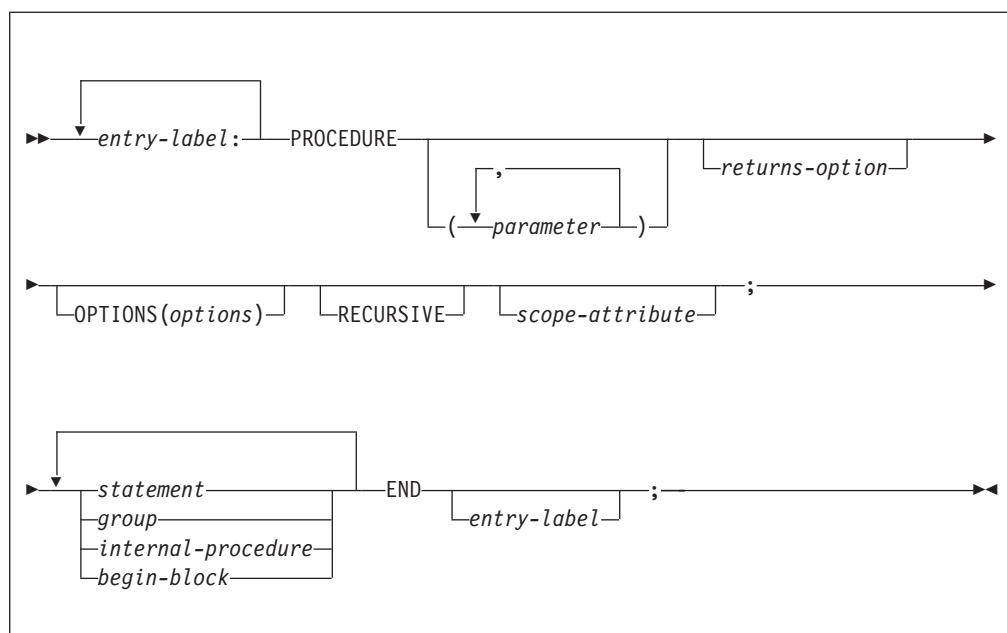 entry-label: PROCEDURE
( , parameter )
returns-option
OPTIONS(options)
RECURSIVE
scope-attribute
;
statement
group
internal-procedure
begin-block
END
entry-label
;